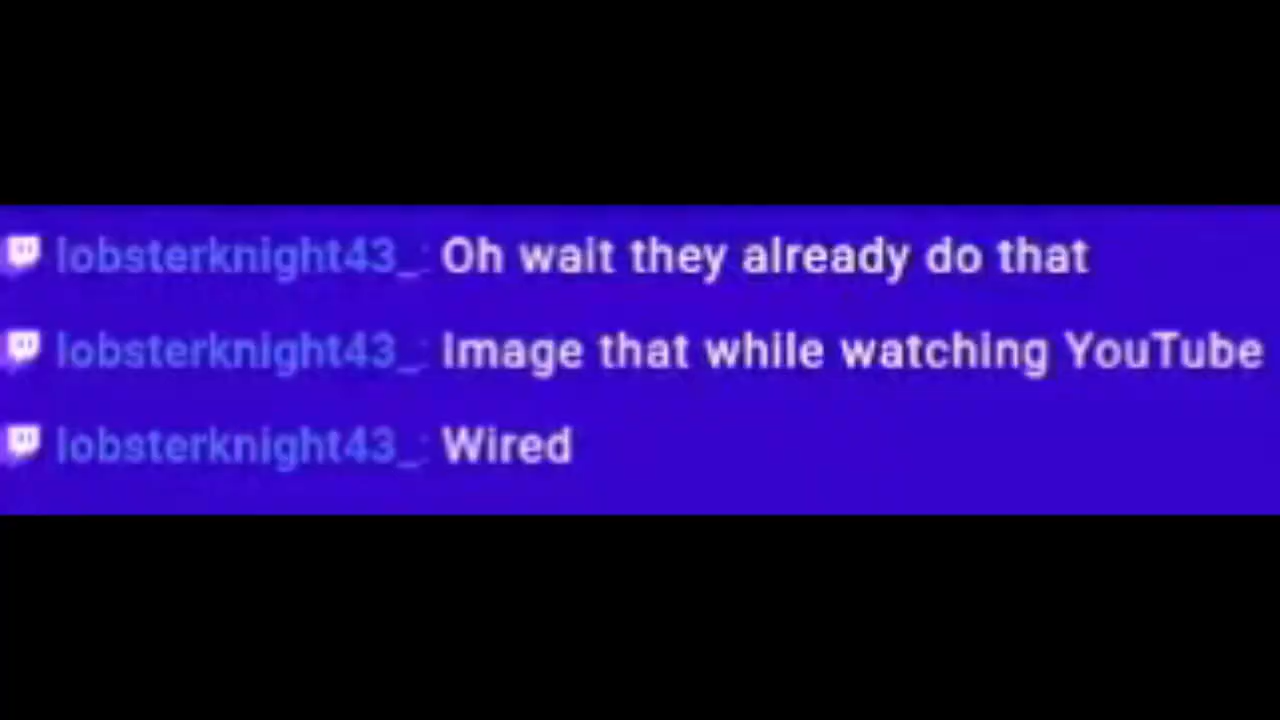 lobsterknight43_: Oh wait they already do that
lobsterknight43_: Image that while watching YouTube
lobsterknight43_: Wired